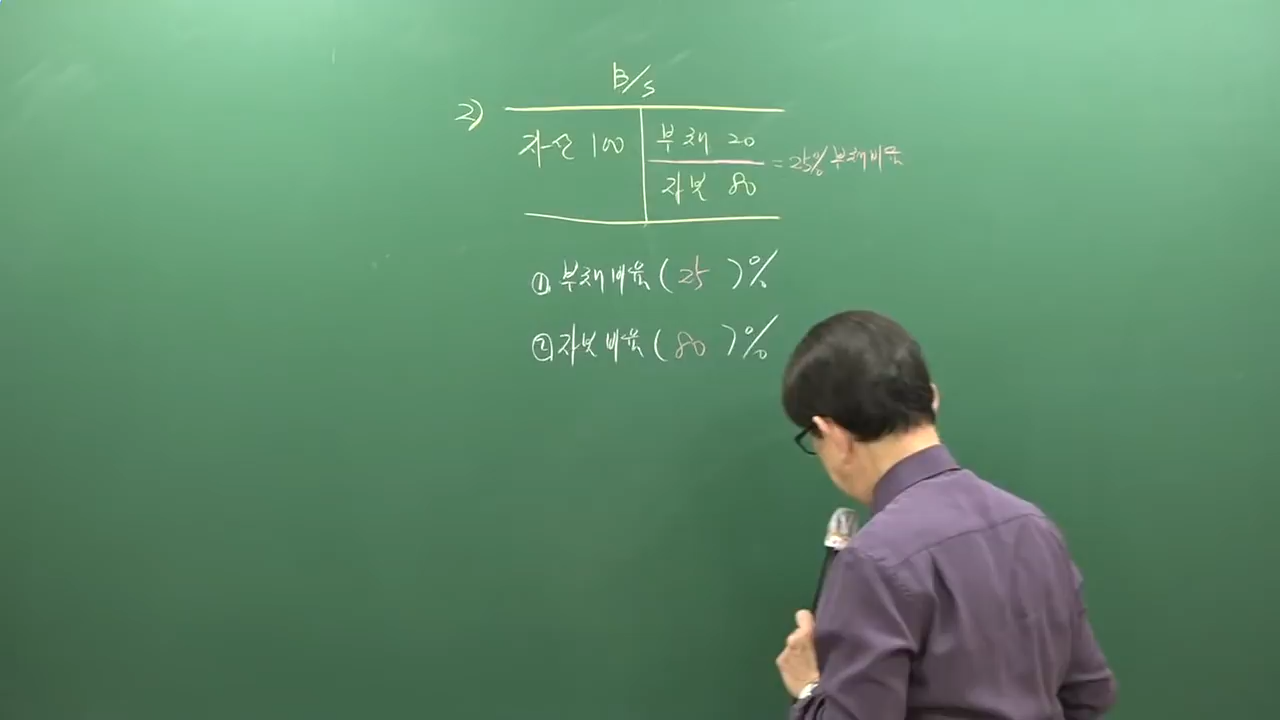 B/S
2)
자산 100 부채 20
자본 80
= 25% 부채비율
① 부채비율 ( 25 ) %
② 자본비율 ( 80 ) %